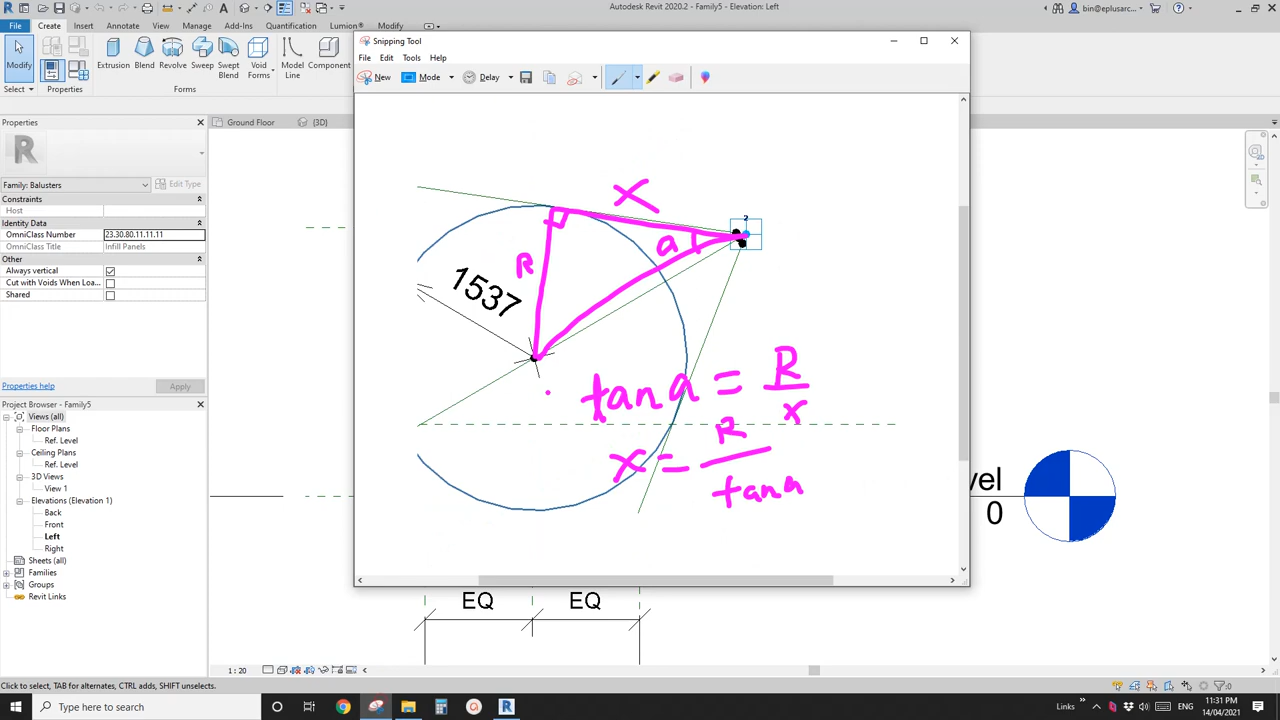 Autodesk Revit 2020.2 - Family5 - Elevation: Left
bin@eplusarc...
File Create Insert Annotate View Manage Add-Ins Quantification Lumion® Modify
Modify
Extrusion Blend Revolve Sweep Swept Blend Void Forms
Model Line Component
Select Properties Forms
Ground Floor {3D}
Properties
R
Family: Balusters Edit Type
Constraints
Host
Identity Data
OmniClass Number 23.30.80.11.11.11
OmniClass Title Infill Panels
Other
Always vertical
Cut with Voids When Loa...
Shared
Properties help Apply
Project Browser - Family5
Views (all)
Floor Plans
Ref. Level
Ceiling Plans
Ref. Level
3D Views
View 1
Elevations (Elevation 1)
Back
Front
Left
Right
Sheets (all)
Families
Groups
Revit Links
Snipping Tool
File Edit Tools Help
New Mode Delay
2
X
a
R
1537
tan a = R/x
x = R/tan a
vel
0
EQ EQ
1 : 20
Click to select, TAB for alternates, CTRL adds, SHIFT unselects.
:0
Type here to search
Links
11:31 PM
14/04/2021